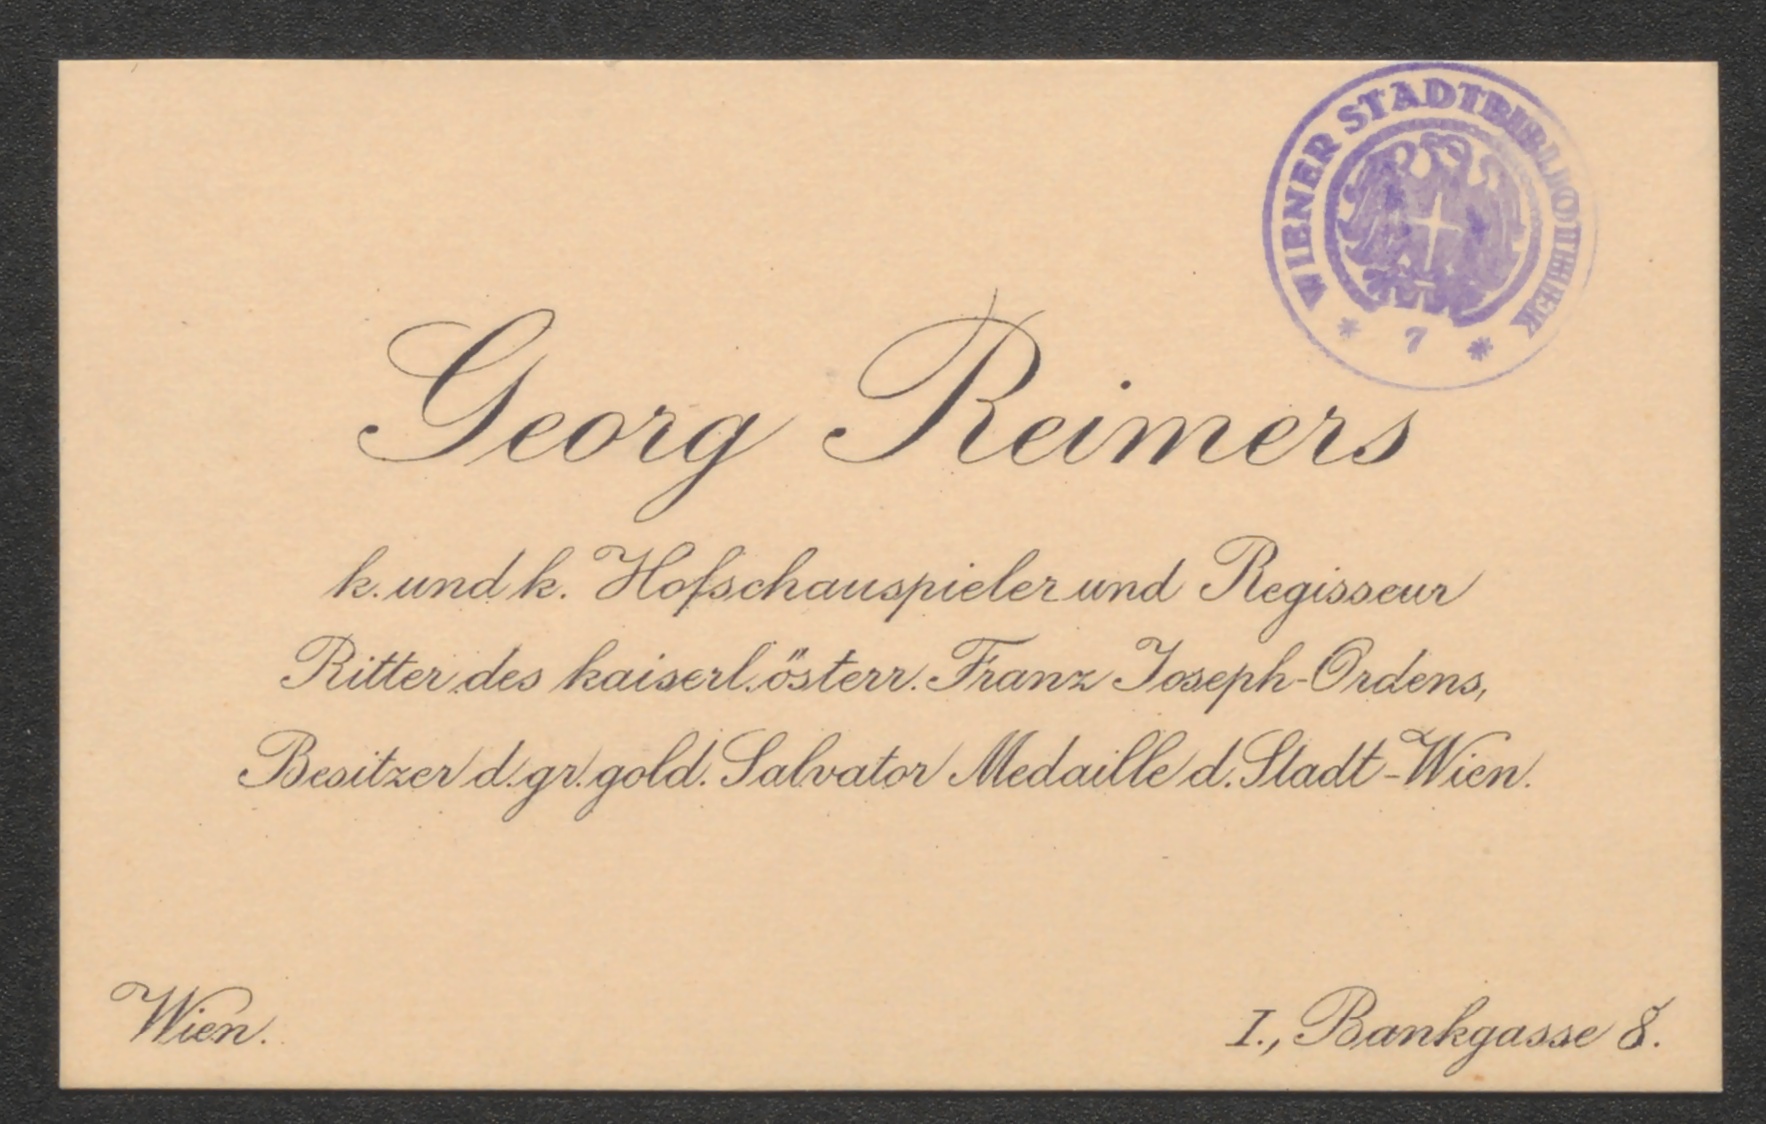 WIENER STADTBIBLIOTHEK
* 7 *
Georg Reimers
k. und k. Hofschauspieler und Regisseur
Ritter des kaiserl. österr. Franz Joseph-Ordens,
Besitzer d. gr. gold. Salvator Medaille d. Stadt-Wien.
Wien.
I., Bankgasse 8.